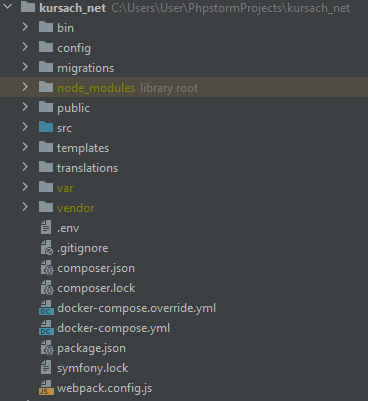 kursach_net C:\Users\User\PhpstormProjects\kursach_net
bin
config
migrations
node_modules library root
public
src
templates
translations
var
vendor
.env
.gitignore
composer.json
composer.lock
docker-compose.override.yml
docker-compose.yml
package.json
symfony.lock
webpack.config.js